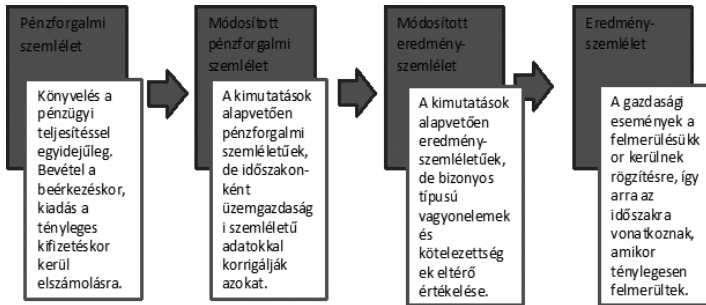 Pénzforgalmi
szemlélet
Könyvelés a
pénzügyi
teljesítéssel
egyidejűleg.
Bevétel a
beérkezéskor,
kiadás a
tényleges
kifizetéskor
kerül
elszámolásra.
Módosított
pénzforgalmi
szemlélet
A kimutatások
alapvetően
pénzforgalmi
szemléletűek,
de időszakon-
ként
üzemgazdaság
i szemléletű
adatokkal
korrigálják
azokat.
Módosított
eredmény-
szemlélet
A kimutatások
alapvetően
eredmény-
szemléletűek,
de bizonyos
típusú
vagyonelemek
és
kötelezettség
ek eltérő
értékelése.
Eredmény-
szemlélet
A gazdasági
események a
felmerülésükk
or kerülnek
rögzítésre, így
arra az
időszakra
vonatkoznak,
amikor
ténylegesen
felmerültek.